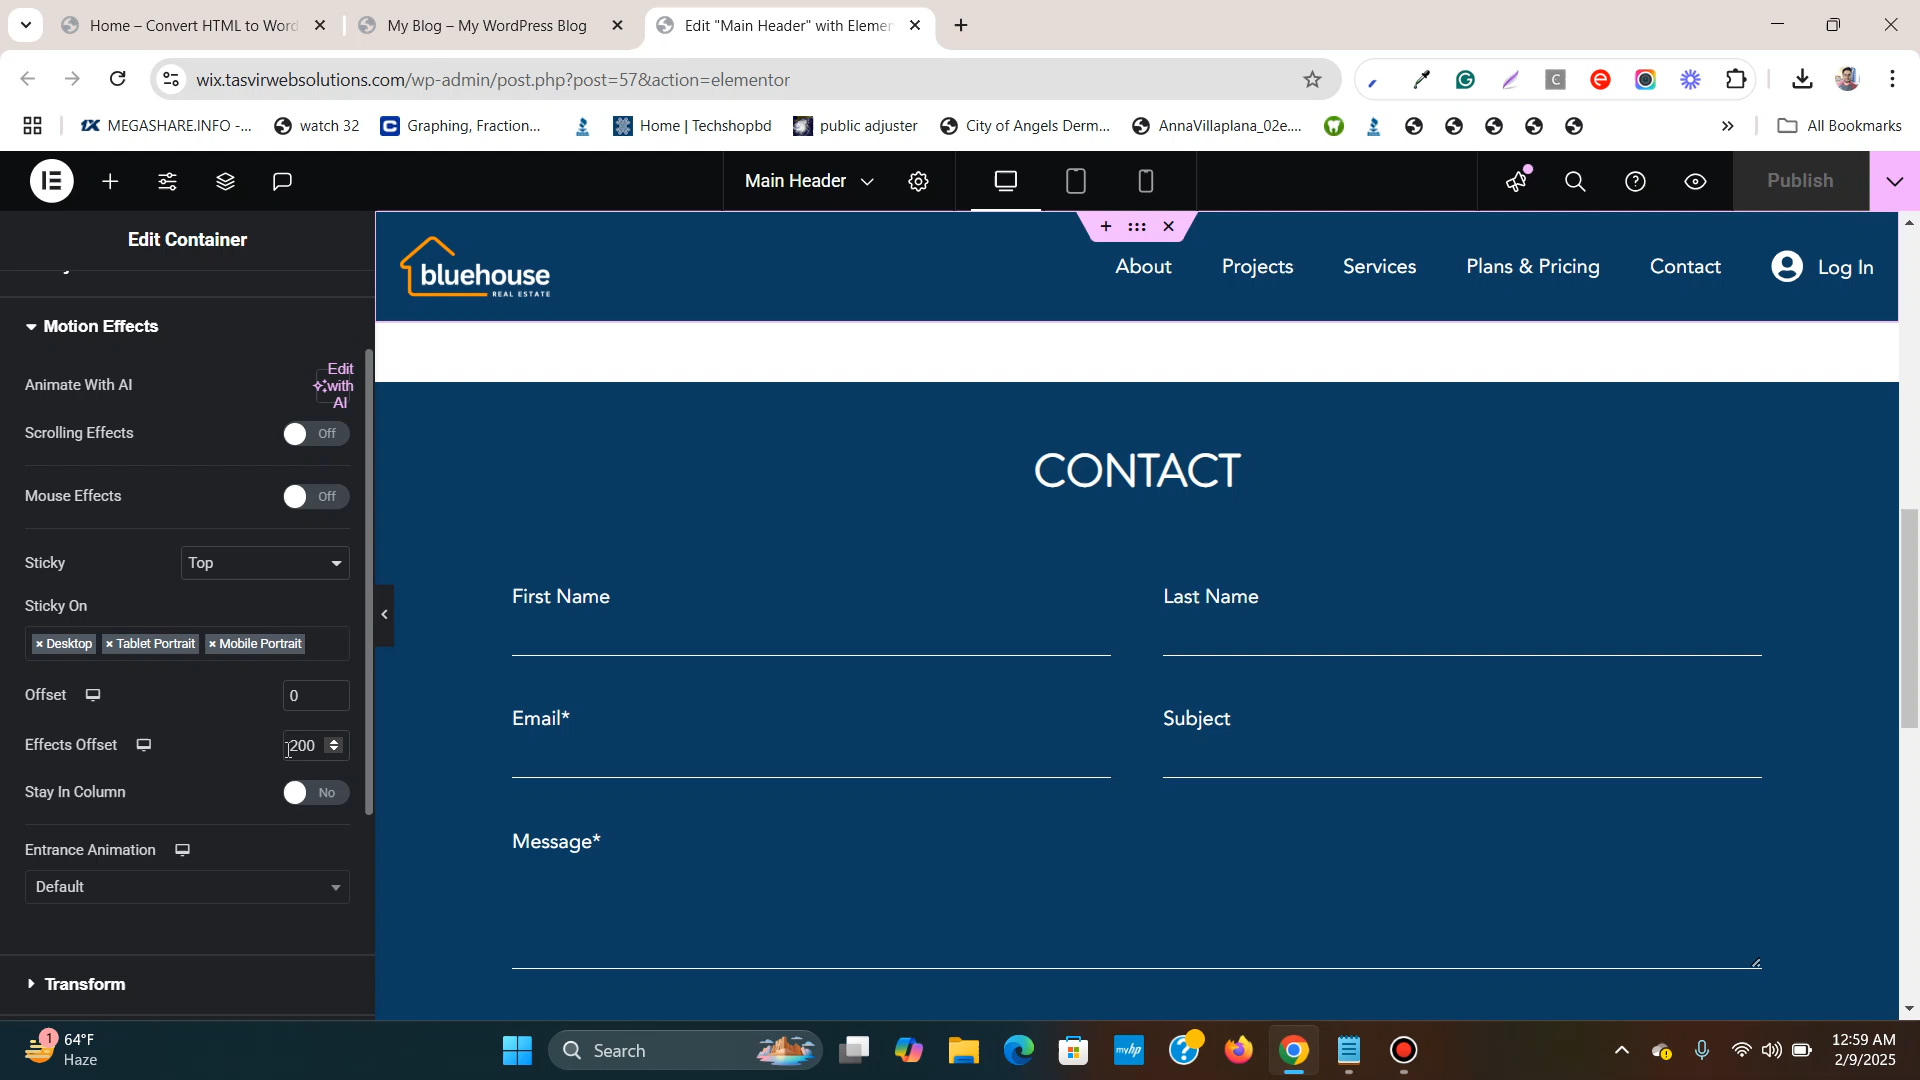 Home – Convert HTML to Word
My Blog – My WordPress Blog
Edit "Main Header" with Elemen
wix.tasvirwebsolutions.com/wp-admin/post.php?post=57&action=elementor
MEGASHARE.INFO -...
watch 32
Graphing, Fraction...
Home | Techshopbd
public adjuster
City of Angels Derm...
AnnaVillaplana_02e....
All Bookmarks
Main Header
Publish
Edit Container
Motion Effects
Animate With AI
Edit with AI
Scrolling Effects
Off
Mouse Effects
Off
Sticky
Top
Sticky On
× Desktop × Tablet Portrait × Mobile Portrait
Offset
0
Effects Offset
200
Stay In Column
No
Entrance Animation
Default
Transform
bluehouse
REAL ESTATE
About
Projects
Services
Plans & Pricing
Contact
Log In
CONTACT
First Name
Last Name
Email*
Subject
Message*
1
64°F
Haze
Search
myhp
12:59 AM
2/9/2025